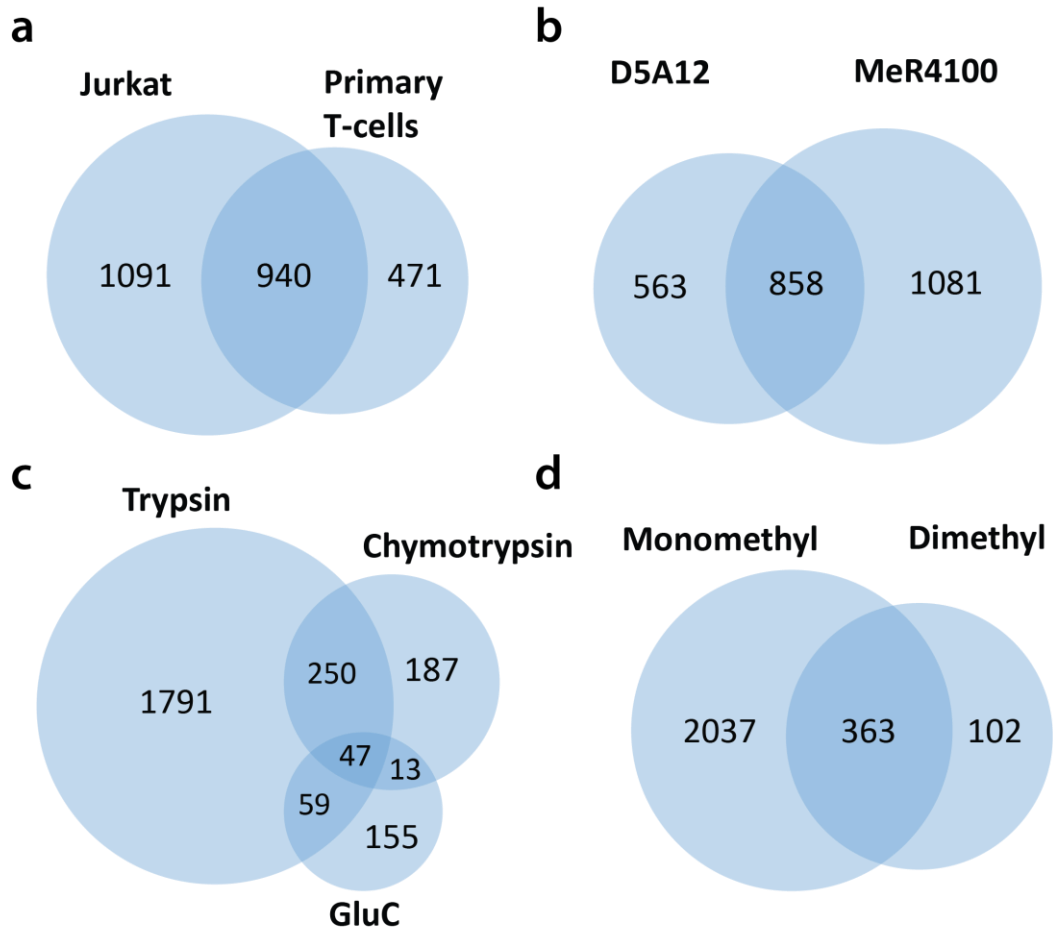 a
Jurkat
Primary
T-cells
1091
940
471
b
D5A12
MeR4100
563
858
1081
c
Trypsin
Chymotrypsin
250
187
1791
47
13
59
155
GluC
d
Monomethyl
Dimethyl
2037
363
102